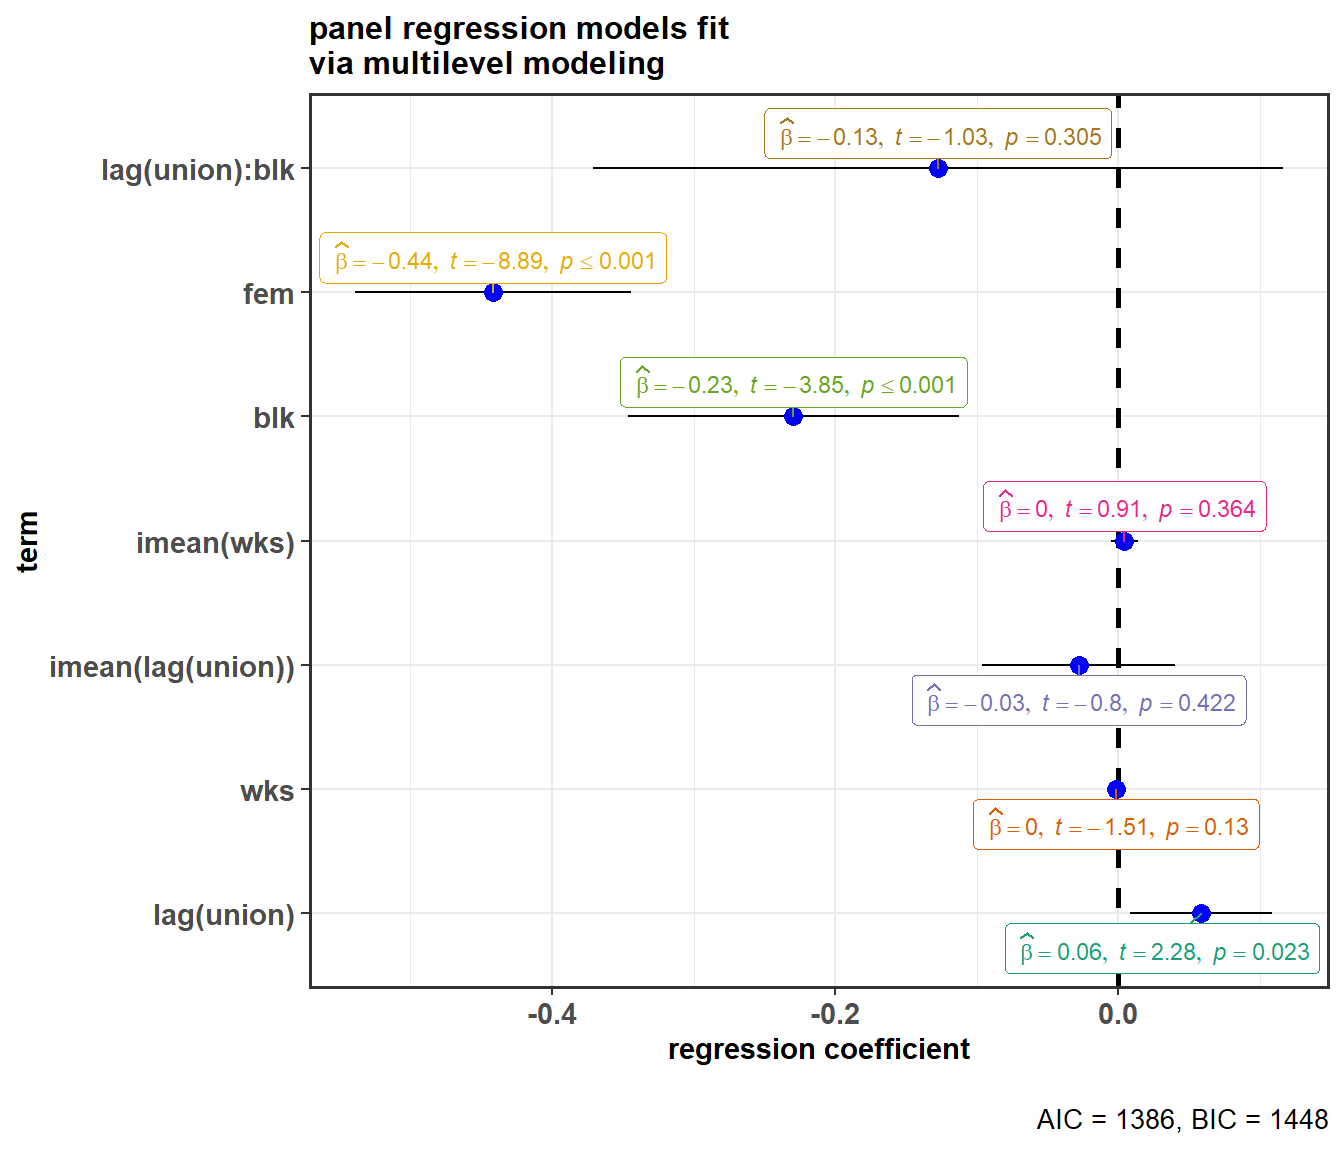 panel regression models fit
via multilevel modeling
term
lag(union):blk
β̂ = −0.13, t = −1.03, p = 0.305
fem
β̂ = −0.44, t = −8.89, p ≤ 0.001
blk
β̂ = −0.23, t = −3.85, p ≤ 0.001
imean(wks)
β̂ = 0, t = 0.91, p = 0.364
imean(lag(union))
β̂ = −0.03, t = −0.8, p = 0.422
wks
β̂ = 0, t = −1.51, p = 0.13
lag(union)
β̂ = 0.06, t = 2.28, p = 0.023
-0.4 -0.2 0.0
regression coefficient
AIC = 1386, BIC = 1448